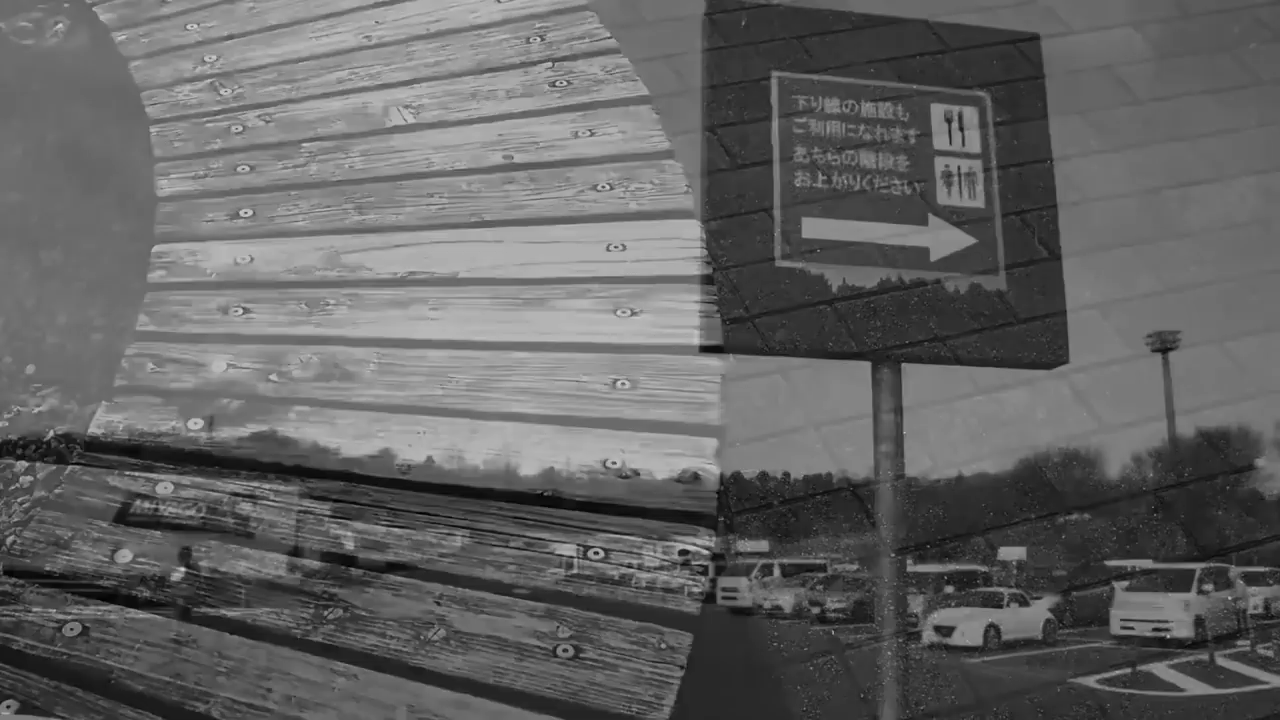 下り線の施設も
ご利用になれます
あちらの階段を
お上がりください